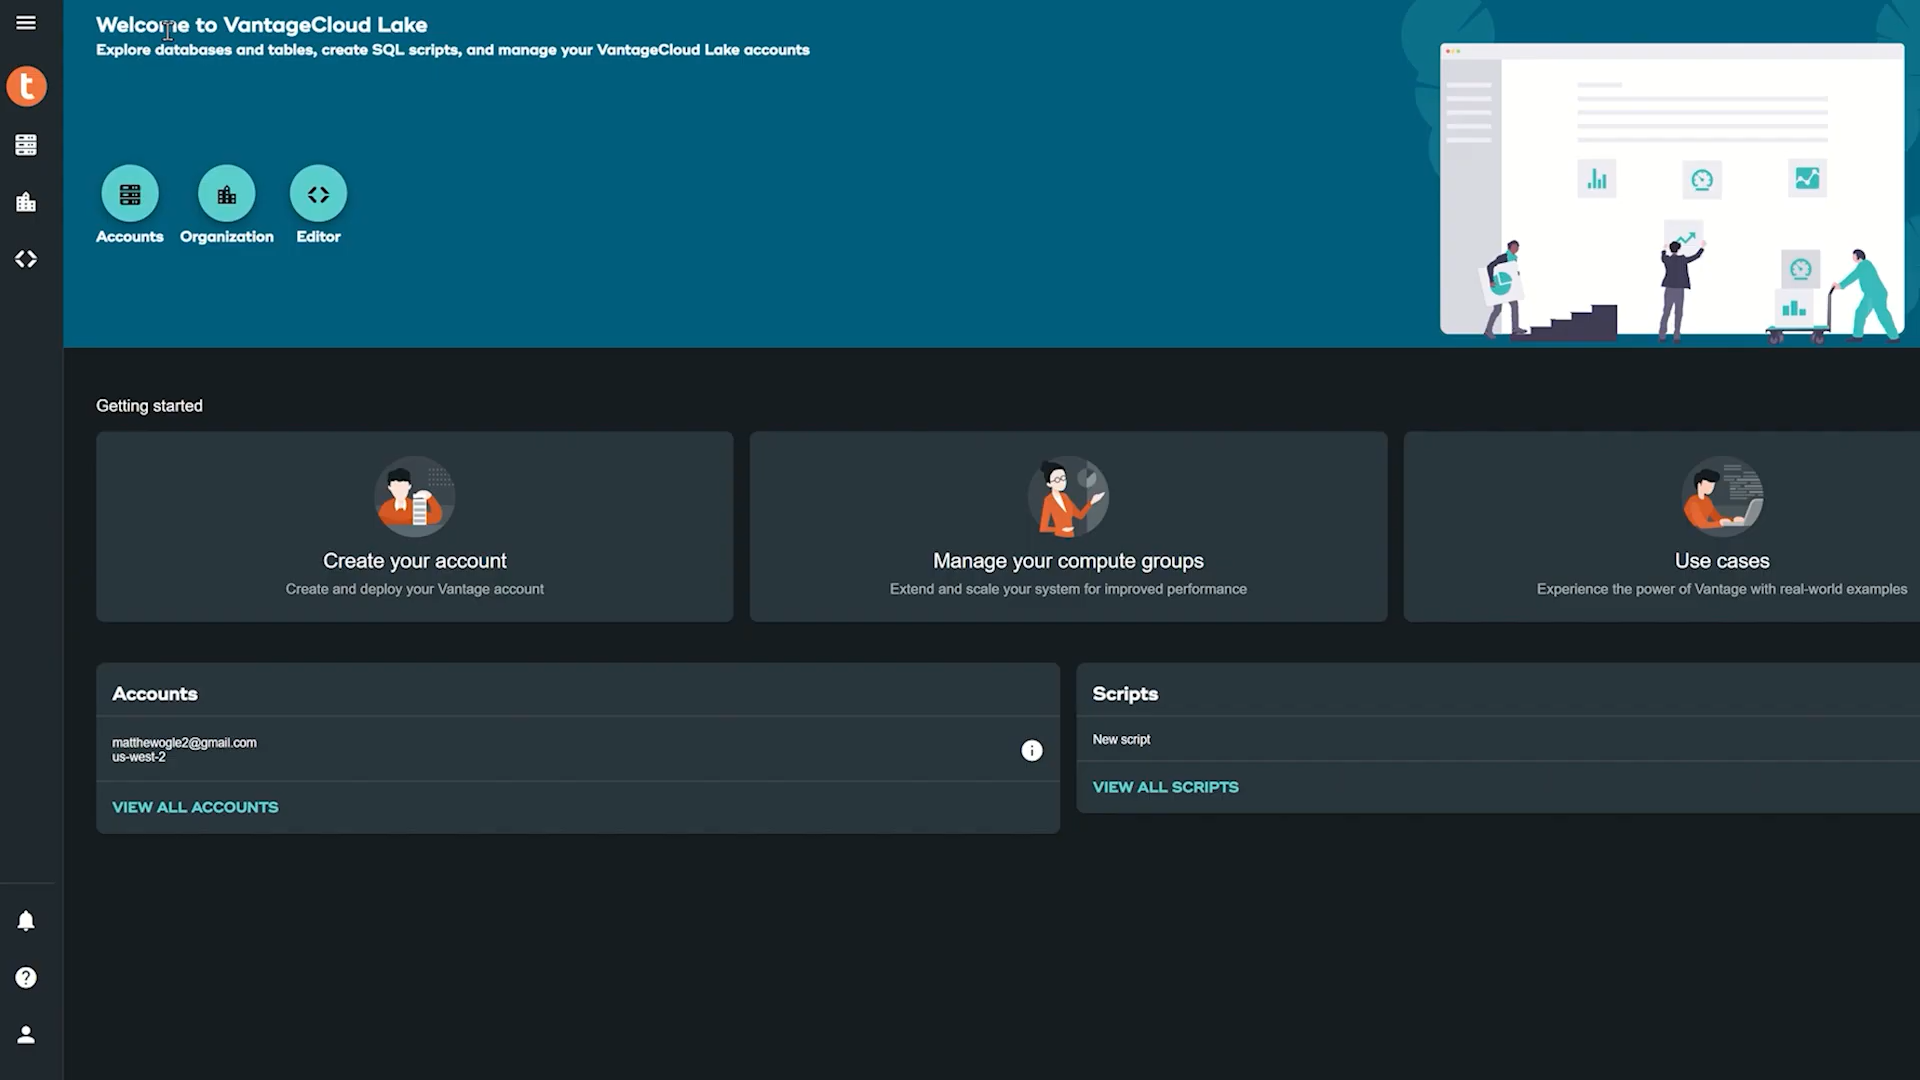 Welcome to VantageCloud Lake
Explore databases and tables, create SQL scripts, and manage your VantageCloud Lake accounts
t
Accounts
Organization
Editor
Getting started
Create your account
Create and deploy your Vantage account
Manage your compute groups
Extend and scale your system for improved performance
Use cases
Experience the power of Vantage with real-world examples
Accounts
matthewogle2@gmail.com
us-west-2
VIEW ALL ACCOUNTS
Scripts
New script
VIEW ALL SCRIPTS